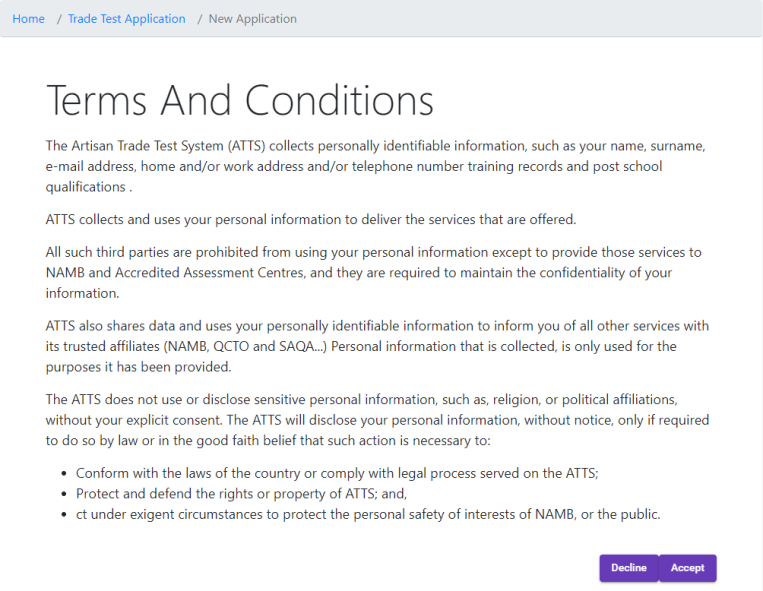 Home / Trade Test Application / New Application
Terms And Conditions
The Artisan Trade Test System (ATTS) collects personally identifiable information, such as your name, surname,
e-mail address, home and/or work address and/or telephone number training records and post school
qualifications .
ATTS collects and uses your personal information to deliver the services that are offered.
All such third parties are prohibited from using your personal information except to provide those services to
NAMB and Accredited Assessment Centres, and they are required to maintain the confidentiality of your
information.
ATTS also shares data and uses your personally identifiable information to inform you of all other services with
its trusted affiliates (NAMB, QCTO and SAQA...) Personal information that is collected, is only used for the
purposes it has been provided.
The ATTS does not use or disclose sensitive personal information, such as, religion, or political affiliations,
without your explicit consent. The ATTS will disclose your personal information, without notice, only if required
to do so by law or in the good faith belief that such action is necessary to:
• Conform with the laws of the country or comply with legal process served on the ATTS;
• Protect and defend the rights or property of ATTS; and,
• ct under exigent circumstances to protect the personal safety of interests of NAMB, or the public.
Decline Accept